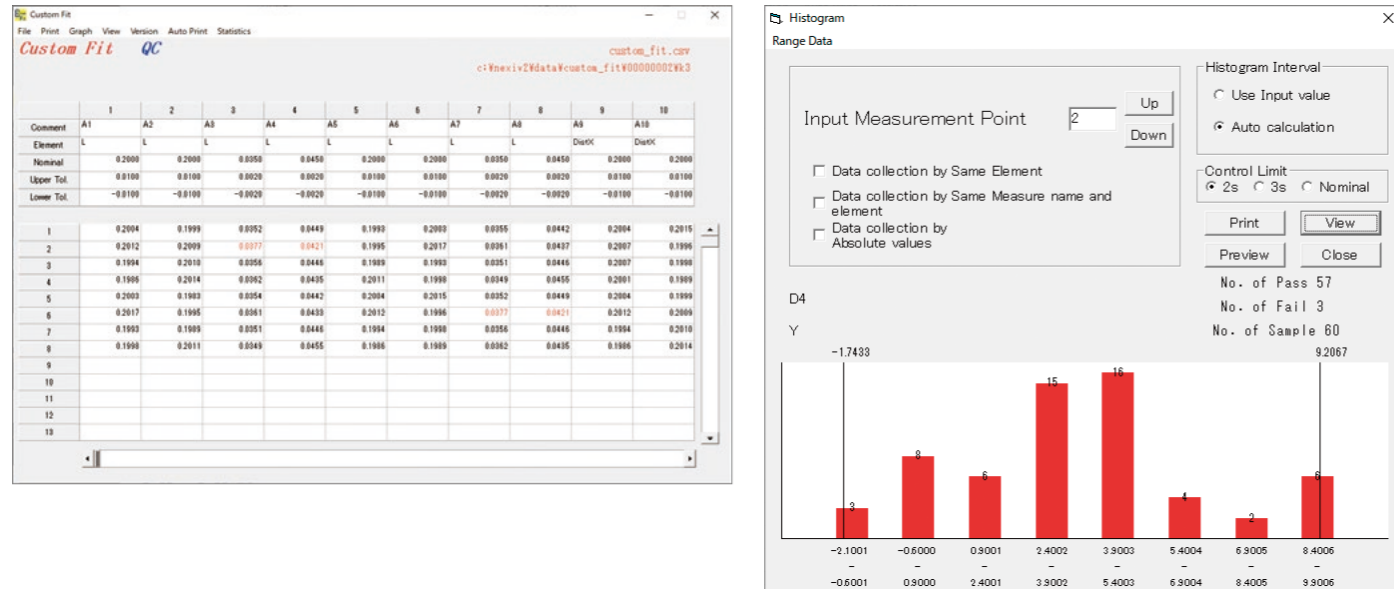 Custom Fit
File Print Graph View Version Auto Print Statistics
Custom Fit QC
custom_fit.csv
c:¥nexiv2¥data¥custom_fit¥00000002¥k3
1 2 3 4 5 6 7 8 9 10
Comment A1 A2 A3 A4 A5 A6 A7 A8 A9 A10
Element L L L L L L L L DistX DistX
Nominal 0.2000 0.2000 0.0350 0.0450 0.2000 0.2000 0.0350 0.0450 0.2000 0.2000
Upper Tol. 0.0100 0.0100 0.0020 0.0020 0.0100 0.0100 0.0020 0.0020 0.0100 0.0100
Lower Tol. -0.0100 -0.0100 -0.0020 -0.0020 -0.0100 -0.0100 -0.0020 -0.0020 -0.0100 -0.0100
1 0.2004 0.1999 0.0352 0.0449 0.1993 0.2003 0.0355 0.0442 0.2004 0.2015
2 0.2012 0.2009 0.0377 0.0421 0.1995 0.2017 0.0361 0.0437 0.2007 0.1996
3 0.1994 0.2010 0.0356 0.0446 0.1989 0.1993 0.0351 0.0446 0.2007 0.1998
4 0.1986 0.2014 0.0362 0.0435 0.2011 0.1998 0.0349 0.0455 0.2001 0.1989
5 0.2003 0.1983 0.0354 0.0442 0.2004 0.2015 0.0352 0.0449 0.2004 0.1999
6 0.2017 0.1995 0.0361 0.0433 0.2012 0.1996 0.0377 0.0421 0.2012 0.2009
7 0.1993 0.1989 0.0351 0.0446 0.1994 0.1998 0.0356 0.0446 0.1994 0.2010
8 0.1998 0.2011 0.0349 0.0455 0.1986 0.1989 0.0362 0.0435 0.1986 0.2014
9
10
11
12
13
Histogram
Range Data
Input Measurement Point 2 Up
Down
Data collection by Same Element
Data collection by Same Measure name and
element
Data collection by
Absolute values
Histogram Interval
Use Input value
Auto calculation
Control Limit
2s 3s Nominal
Print View
Preview Close
No. of Pass 57
No. of Fail 3
No. of Sample 60
D4
Y
-1.7433 9.2067
3 8 6 15 16 4 2 6
-2.1001 -0.6000 0.9001 2.4002 3.9003 5.4004 6.9005 8.4006
- - - - - - - -
-0.6001 0.9000 2.4001 3.9002 5.4003 6.9004 8.4005 9.9006